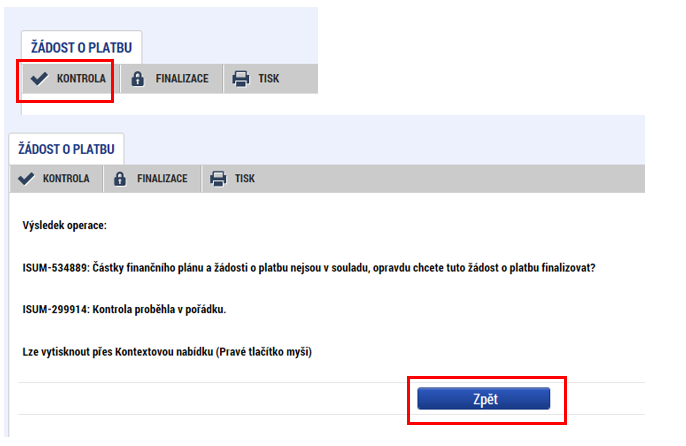 ŽÁDOST O PLATBU
KONTROLA FINALIZACE TISK
ŽÁDOST O PLATBU
KONTROLA FINALIZACE TISK
Výsledek operace:
ISUM-534889: Částky finančního plánu a žádosti o platbu nejsou v souladu, opravdu chcete tuto žádost o platbu finalizovat?
ISUM-299914: Kontrola proběhla v pořádku.
Lze vytisknout přes Kontextovou nabídku (Pravé tlačítko myši)
Zpět